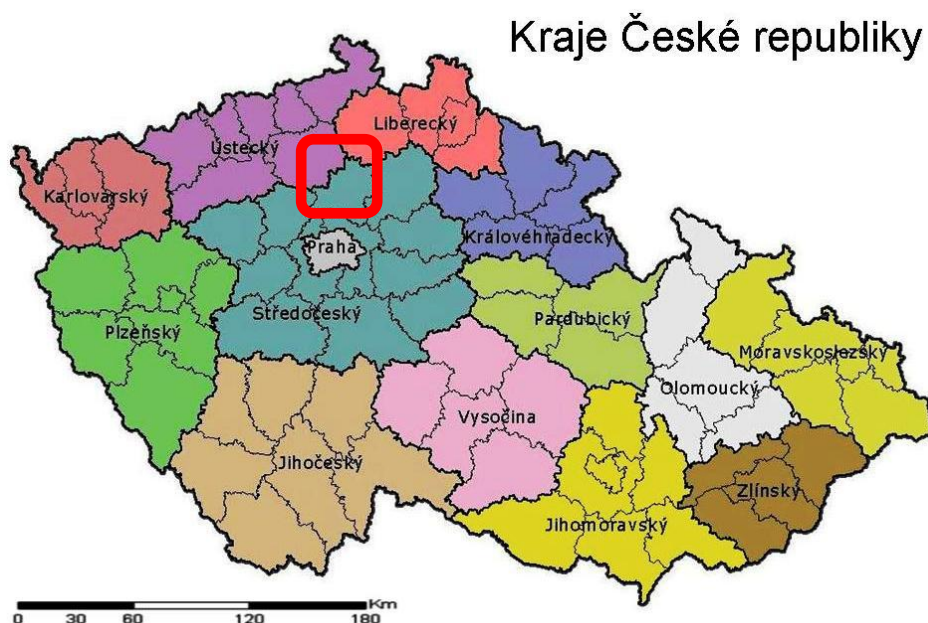 Kraje České republiky
Liberecký
Ústecký
Karlovarský
Praha
Královéhradecký
Středočeský
Pardubický
Plzeňský
Moravskoslezský
Olomoucký
Vysočina
Jihočeský
Zlínský
Jihomoravský
Km
0 30 60 120 180